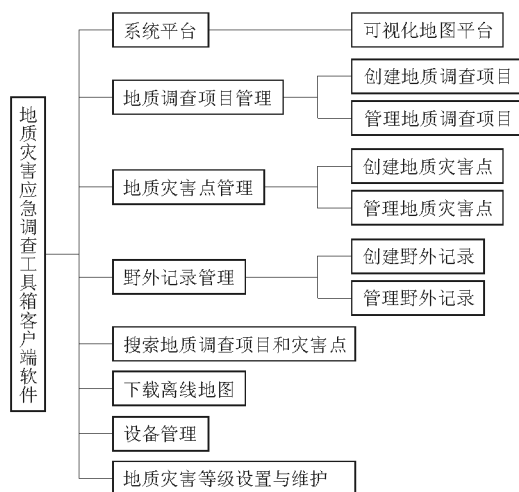 地质灾害应急调查工具箱客户端软件
系统平台
可视化地图平台
地质调查项目管理
创建地质调查项目
管理地质调查项目
地质灾害点管理
创建地质灾害点
管理地质灾害点
野外记录管理
创建野外记录
管理野外记录
搜索地质调查项目和灾害点
下载离线地图
设备管理
地质灾害等级设置与维护